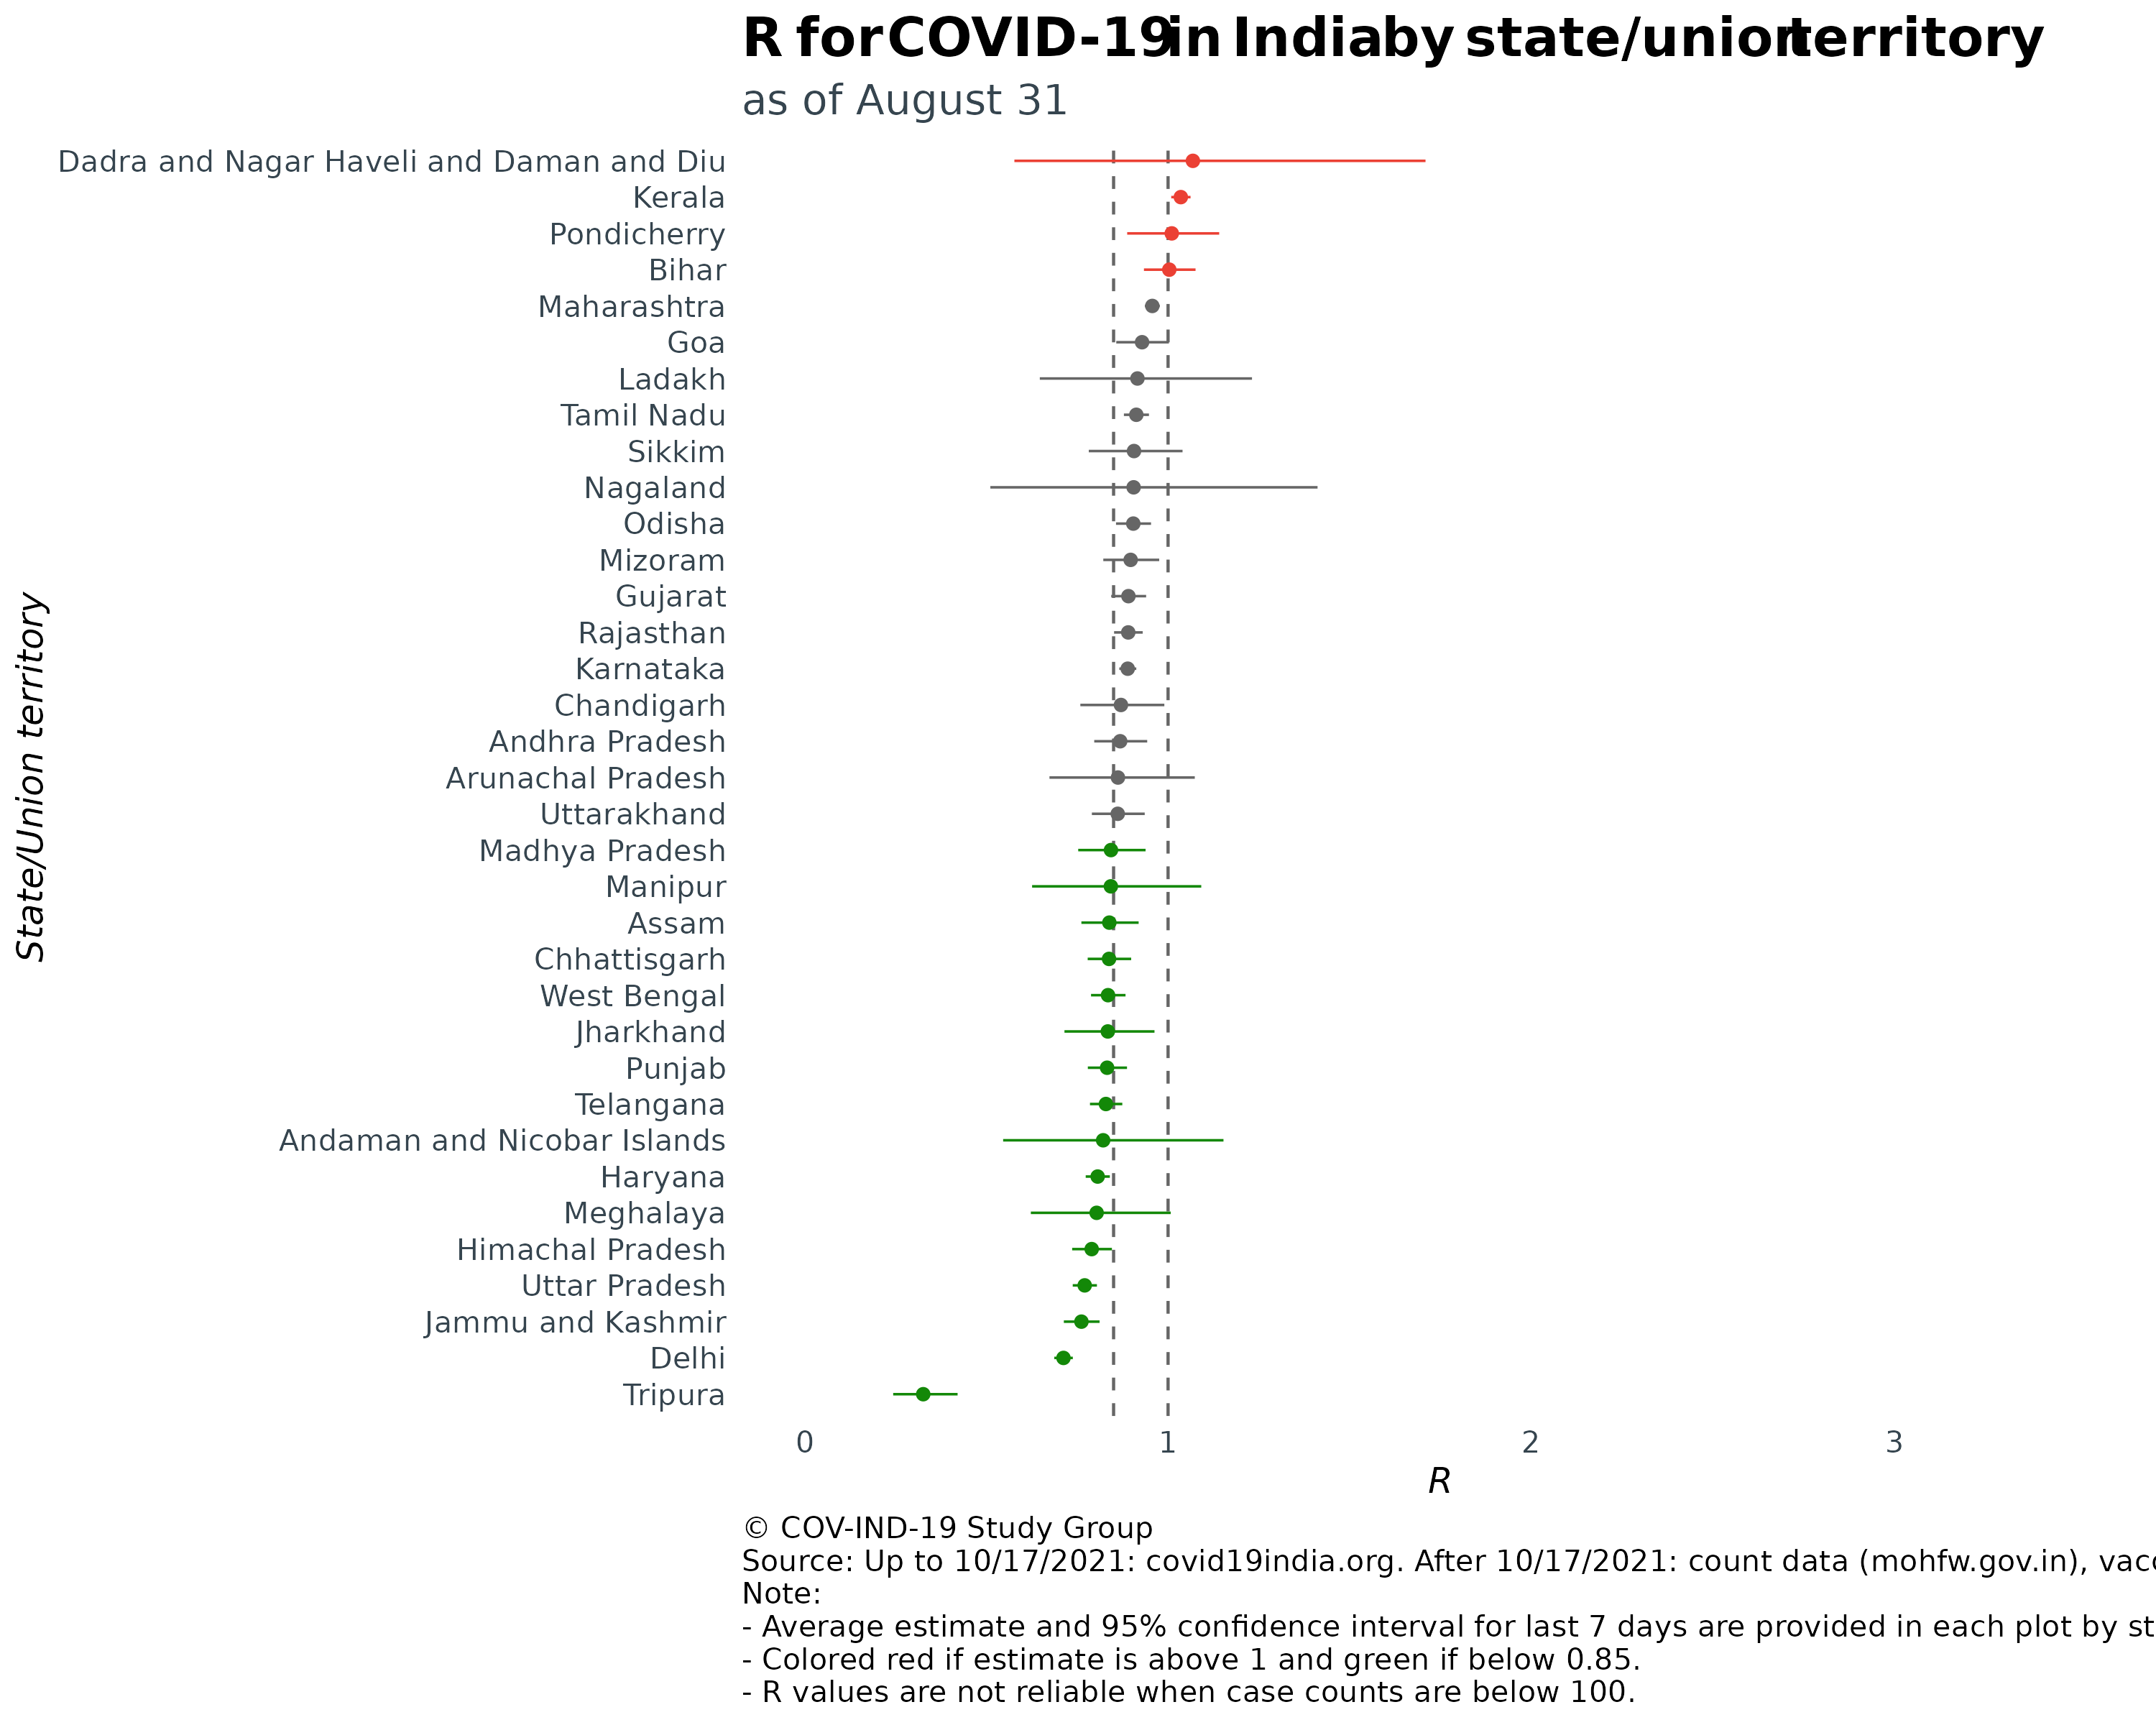 R for COVID-19 in India by state/union territory
as of August 31
Dadra and Nagar Haveli and Daman and Diu
Kerala
Pondicherry
Bihar
Maharashtra
Goa
Ladakh
Tamil Nadu
Sikkim
Nagaland
Odisha
Mizoram
Gujarat
Rajasthan
Karnataka
Chandigarh
Andhra Pradesh
Arunachal Pradesh
Uttarakhand
Madhya Pradesh
Manipur
Assam
Chhattisgarh
West Bengal
Jharkhand
Punjab
Telangana
Andaman and Nicobar Islands
Haryana
Meghalaya
Himachal Pradesh
Uttar Pradesh
Jammu and Kashmir
Delhi
Tripura
State/Union territory
0 1 2 3
R
© COV-IND-19 Study Group
Source: Up to 10/17/2021: covid19india.org. After 10/17/2021: count data (mohfw.gov.in),
Note:
- Average estimate and 95% confidence interval for last 7 days are provided in each plot by
- Colored red if estimate is above 1 and green if below 0.85.
- R values are not reliable when case counts are below 100.